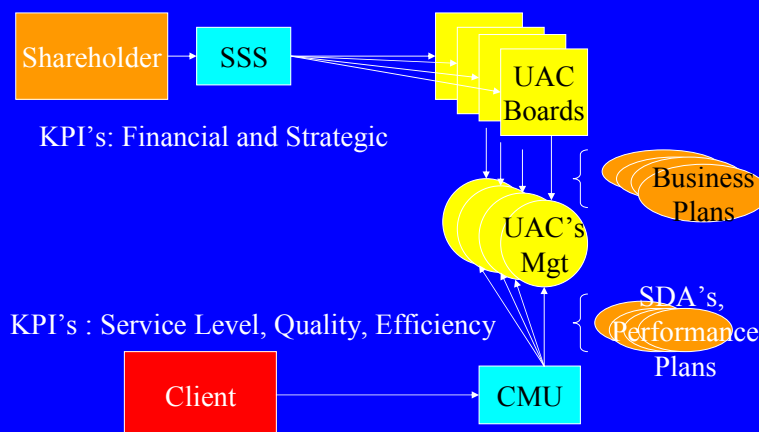 Shareholder
SSS
UAC
Boards
KPI's: Financial and Strategic
Business
Plans
UAC's
Mgt
SDA's,
Performance
Plans
KPI's : Service Level, Quality, Efficiency
Client
CMU